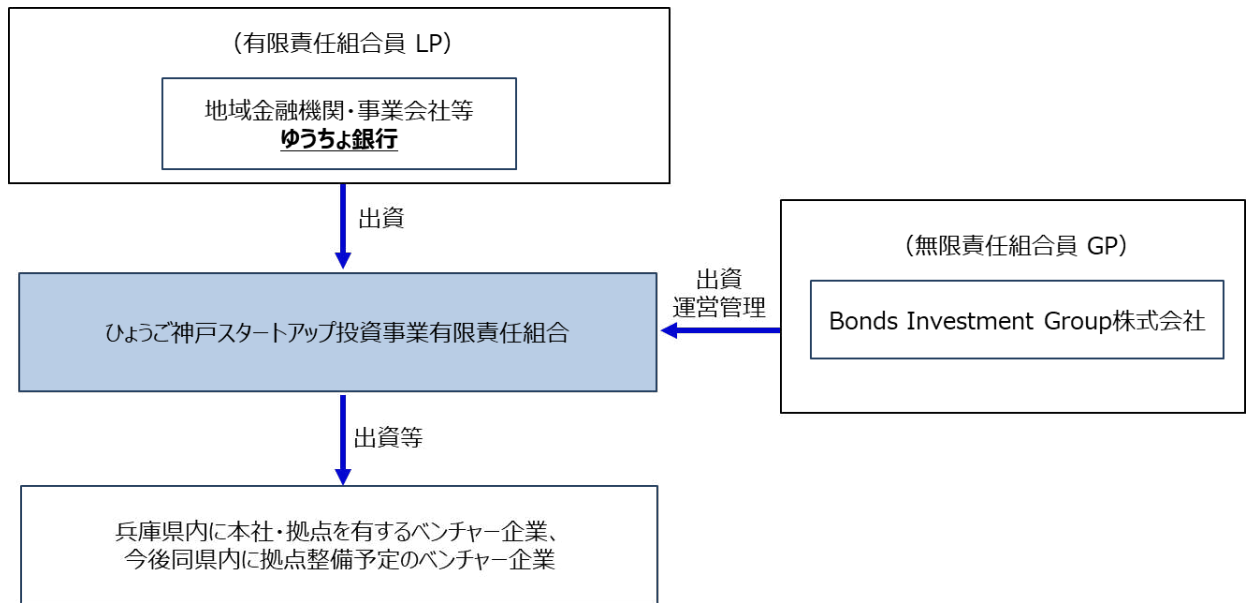 (有限責任組合員 LP)
地域金融機関・事業会社等
ゆうちょ銀行
出資
(無限責任組合員 GP)
出資
運営管理
Bonds Investment Group株式会社
ひょうご神戸スタートアップ投資事業有限責任組合
出資等
兵庫県内に本社・拠点を有するベンチャー企業、
今後同県内に拠点整備予定のベンチャー企業